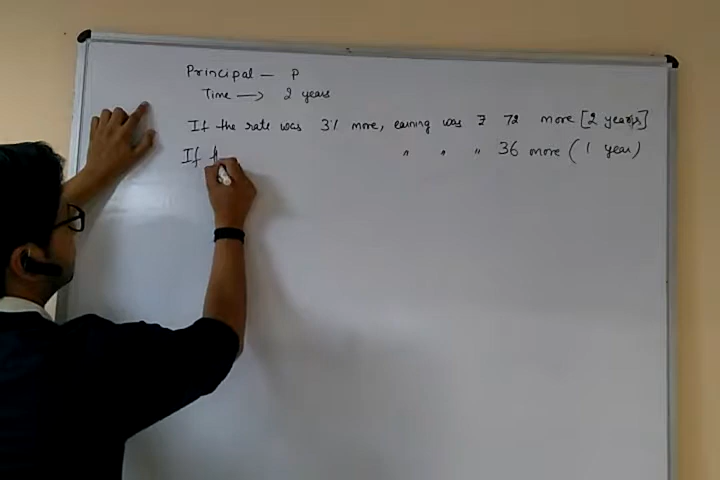 Principal — P
Time → 2 years
If the rate was 3% more, earning was ₹ 72 more [2 years]
If t " " " 36 more (1 year)